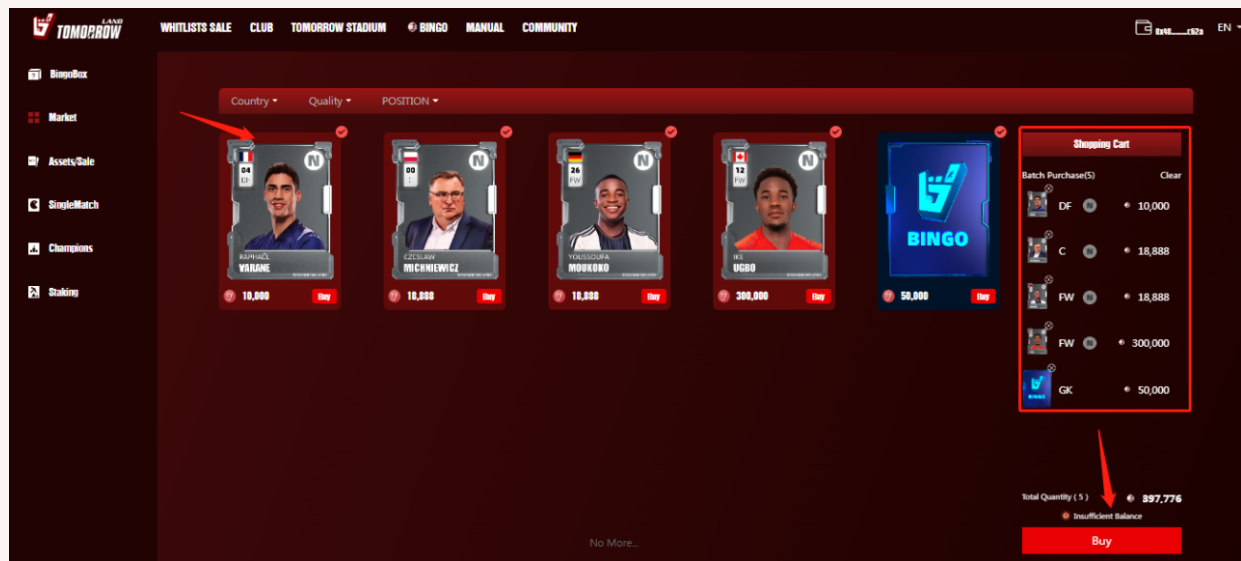 LAND
TOMORROW
WHITLISTS SALE CLUB TOMORROW STADIUM BINGO MANUAL COMMUNITY
0x48____c62a EN
BingoBox
Market
Assets/Sale
SingleMatch
Champions
Staking
Country Quality POSITION
N
04
RAPHAËL
VARANE
10,000 Buy
N
00
C
CZESLAW
MICHNIEWICZ
18,888 Buy
N
26
FW
YOUSSOUFA
MOUKOKO
18,888 Buy
N
12
FW
IKE
UGBO
300,000 Buy
BINGO
50,000 Buy
Shopping Cart
Batch Purchase(5) Clear
DF N 10,000
C N 18,888
FW N 18,888
FW N 300,000
BINGO
GK 50,000
Total Quantity ( 5 ) 397,776
Insufficient Balance
Buy
No More...